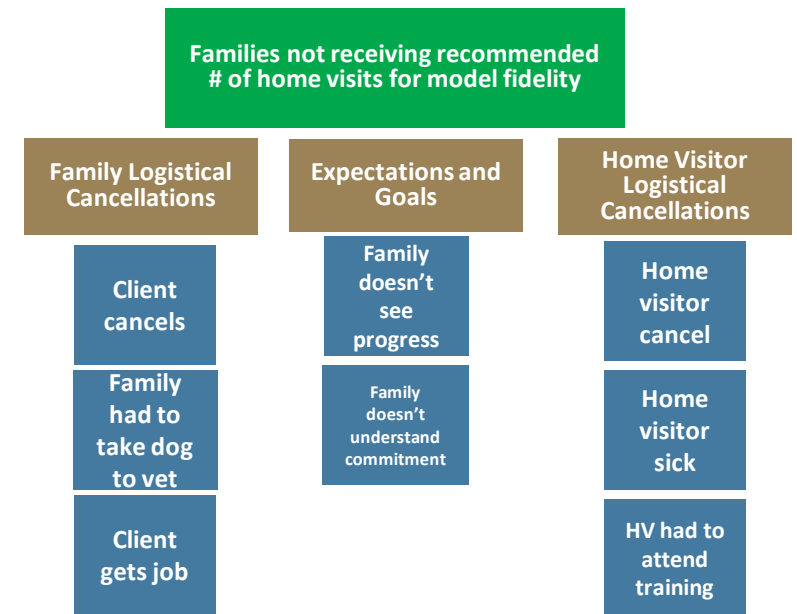 Families not receiving recommended
# of home visits for model fidelity
Family Logistical
Cancellations
Expectations and
Goals
Home Visitor
Logistical
Cancellations
Client
cancels
Family
had to
take dog
to vet
Client
gets job
Family
doesn’t
see
progress
Family
doesn’t
understand
commitment
Home
visitor
cancel
Home
visitor
sick
HV had to
attend
training